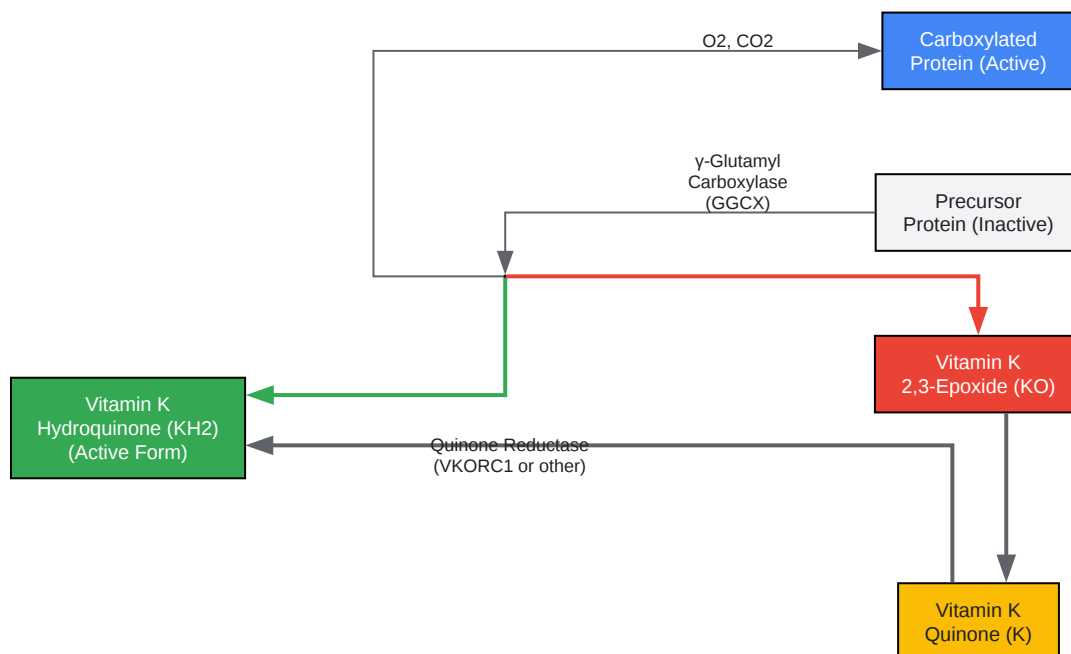 O2, CO2
Carboxylated
Protein (Active)
γ-Glutamyl
Carboxylase
(GGCX)
Precursor
Protein (Inactive)
Vitamin K
2,3-Epoxide (KO)
Vitamin K
Hydroquinone (KH2)
(Active Form)
Quinone Reductase
(VKORC1 or other)
Vitamin K
Quinone (K)